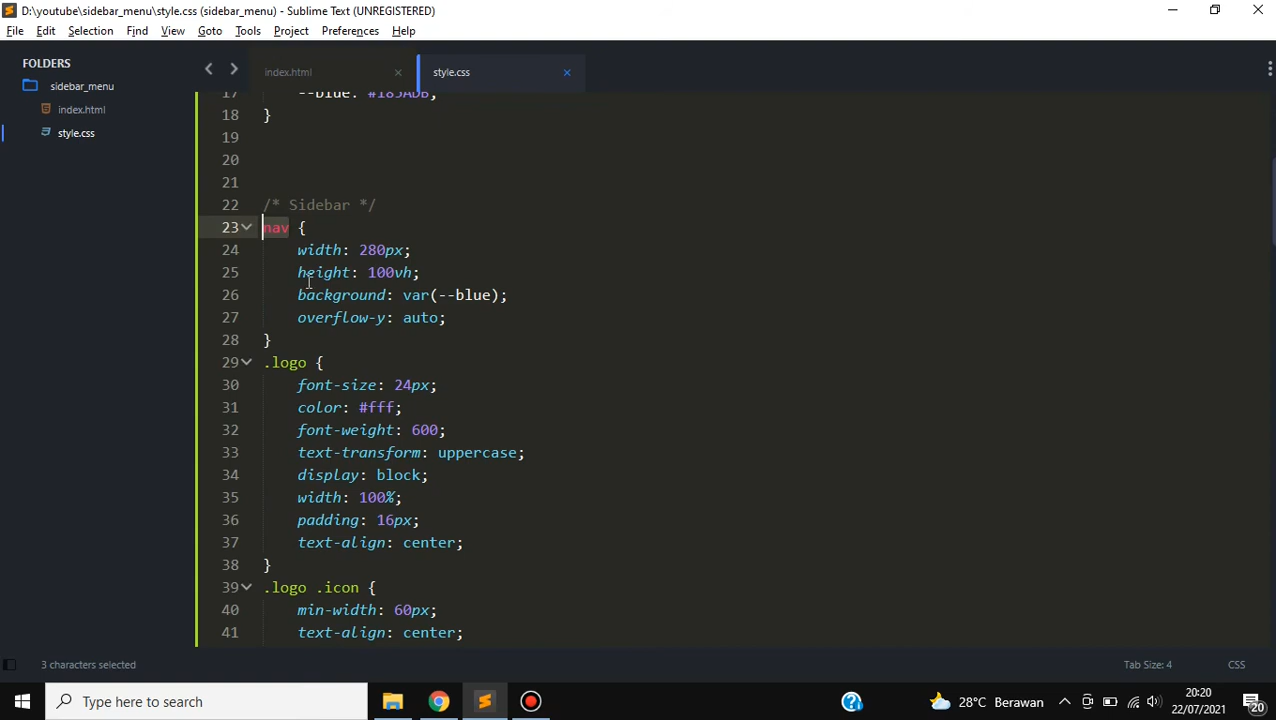 D:\youtube\sidebar_menu\style.css (sidebar_menu) - Sublime Text (UNREGISTERED)
File Edit Selection Find View Goto Tools Project Preferences Help
FOLDERS
sidebar_menu
index.html
style.css
index.html ×
style.css ×
17 --blue: #185ADB;
18 }
19
20
21
22 /* Sidebar */
23 nav {
24 width: 280px;
25 height: 100vh;
26 background: var(--blue);
27 overflow-y: auto;
28 }
29 .logo {
30 font-size: 24px;
31 color: #fff;
32 font-weight: 600;
33 text-transform: uppercase;
34 display: block;
35 width: 100%;
36 padding: 16px;
37 text-align: center;
38 }
39 .logo .icon {
40 min-width: 60px;
41 text-align: center;
3 characters selected
Tab Size: 4 CSS
Type here to search
28°C Berawan
20:20
22/07/2021
20